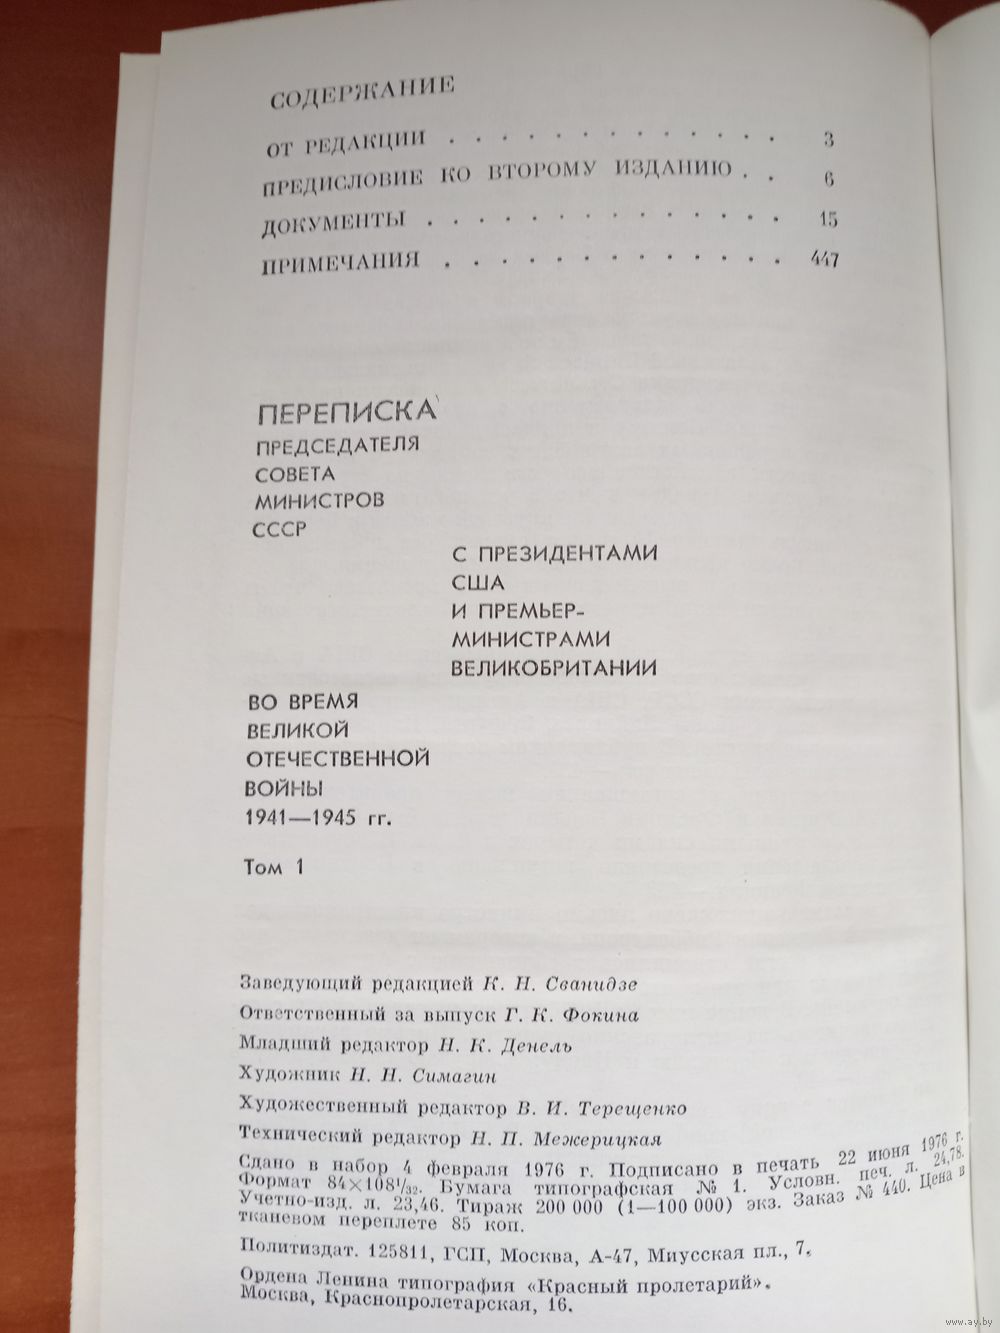 СОДЕРЖАНИЕ
ОТ РЕДАКЦИИ . . . . . . . . . . . . . 3
ПРЕДИСЛОВИЕ КО ВТОРОМУ ИЗДАНИЮ . . 6
ДОКУМЕНТЫ . . . . . . . . . . . . . . 15
ПРИМЕЧАНИЯ . . . . . . . . . . . . . 447
ПЕРЕПИСКА
ПРЕДСЕДАТЕЛЯ
СОВЕТА
МИНИСТРОВ
СССР
С ПРЕЗИДЕНТАМИ
США
И ПРЕМЬЕР-
МИНИСТРАМИ
ВЕЛИКОБРИТАНИИ
ВО ВРЕМЯ
ВЕЛИКОЙ
ОТЕЧЕСТВЕННОЙ
ВОЙНЫ
1941—1945 гг.
Том 1
Заведующий редакцией К. Н. Сванидзе
Ответственный за выпуск Г. К. Фокина
Младший редактор Н. К. Денель
Художник Н. Н. Симагин
Художественный редактор В. И. Терещенко
Технический редактор Н. П. Межерицкая
Сдано в набор 4 февраля 1976 г. Подписано в печать 22 июня 1976 г.
Формат 84×108¹/₃₂. Бумага типографская № 1. Условн. печ. л. 24,78.
Учетно-изд. л. 23,46. Тираж 200 000 (1—100 000) экз. Заказ № 440. Цена в
тканевом переплете 85 коп.
Политиздат. 125811, ГСП, Москва, А-47, Миусская пл., 7.
Ордена Ленина типография «Красный пролетарий».
Москва, Краснопролетарская, 16.
www.ay.by